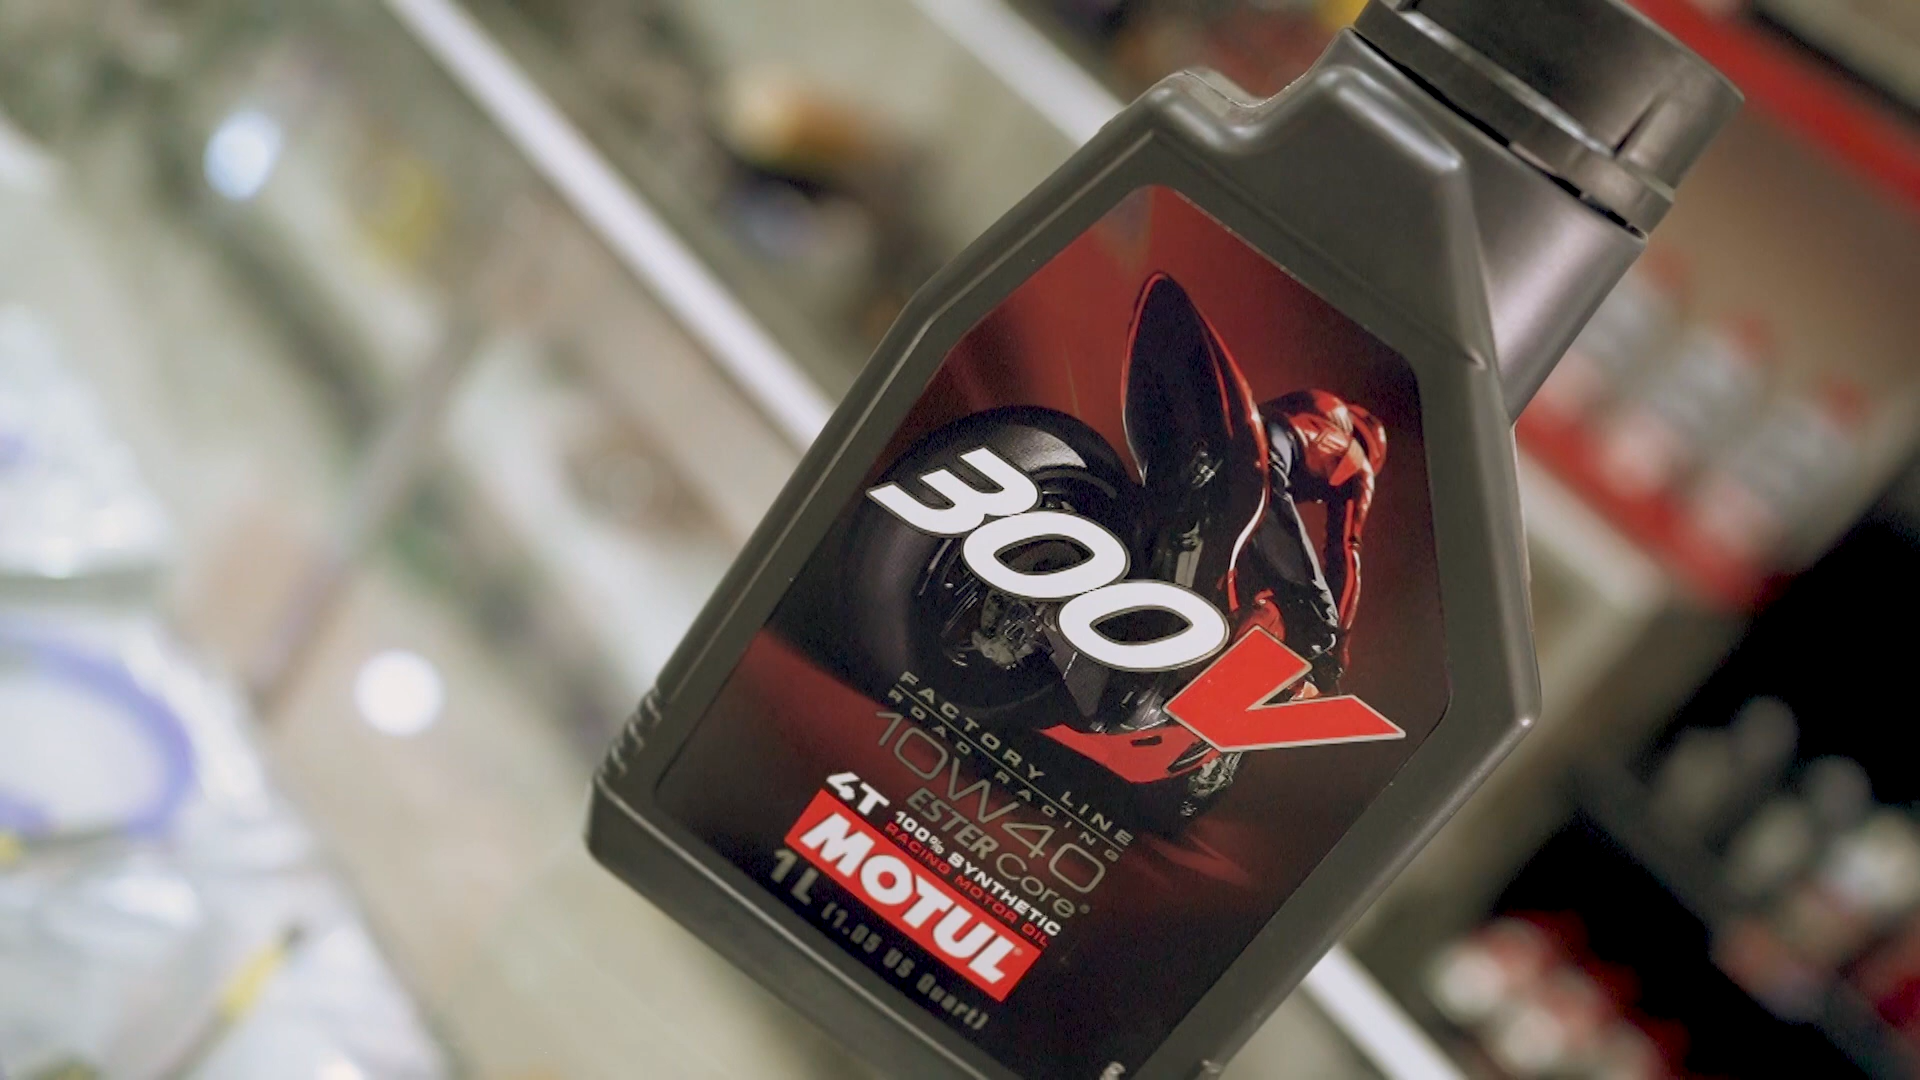 300V
FACTORY LINE
ROAD RACING
10W40
ESTER Core®
4T 100% SYNTHETIC
RACING MOTOR OIL
MOTUL®
1L (1.05 US Quart)